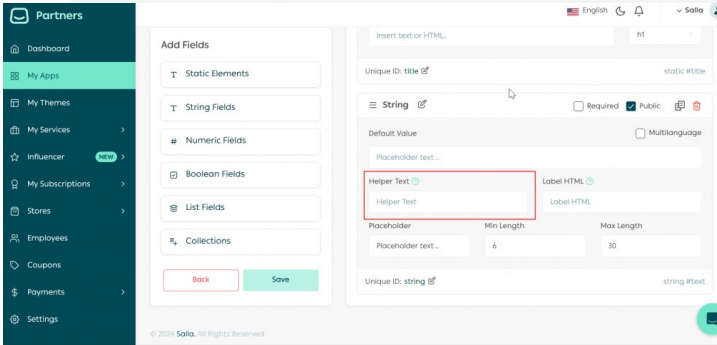 Partners
English
Salla
Dashboard
My Apps
My Themes
My Services
Influencer NEW
My Subscriptions
Stores
Employees
Coupons
Payments
Settings
Add Fields
T Static Elements
T String Fields
# Numeric Fields
Boolean Fields
List Fields
Collections
Back Save
Insert text or HTML.. h1
Unique ID: title static #title
String Required Public
Default Value Multilanguage
Placeholder text ..
Helper Text Label HTML
Helper Text Label HTML
Placeholder Min Length Max Length
Placeholder text .. 6 30
Unique ID: string string #text
© 2024 Salla. All Rights Reserved.